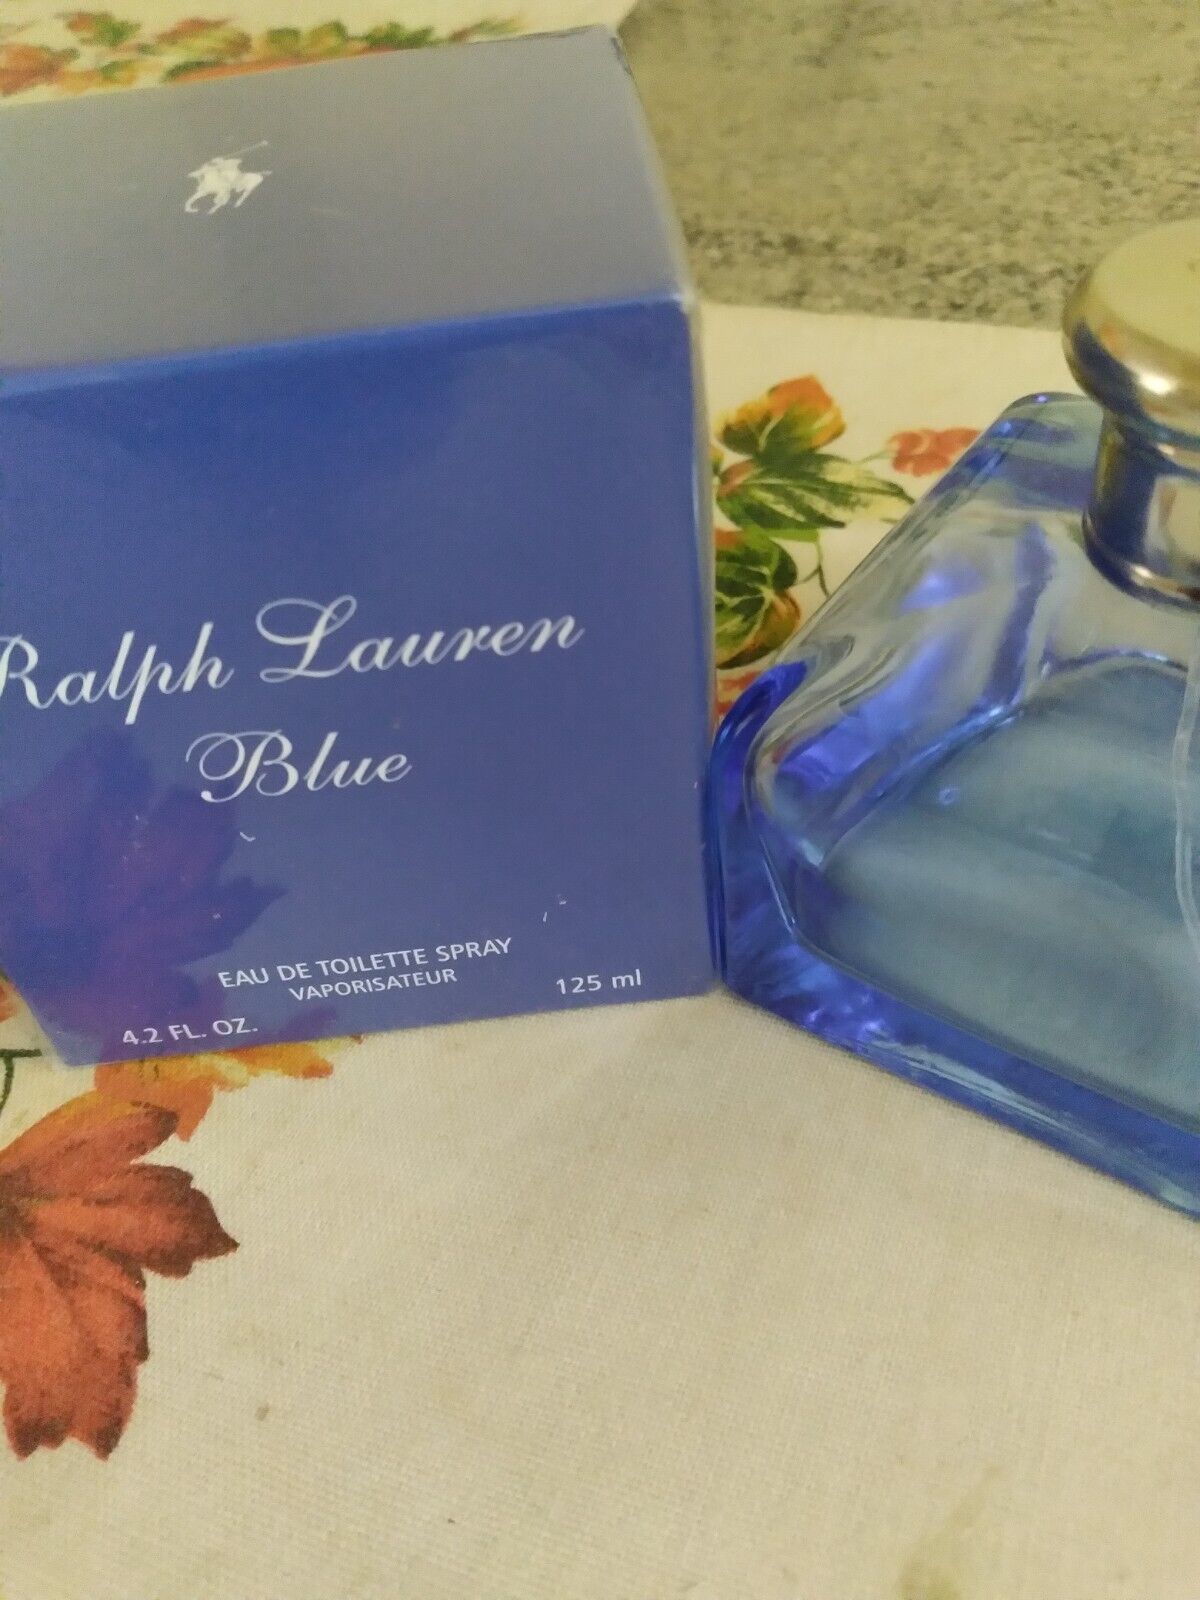 Ralph Lauren
Blue
EAU DE TOILETTE SPRAY
VAPORISATEUR
4.2 FL. OZ.
125 ml